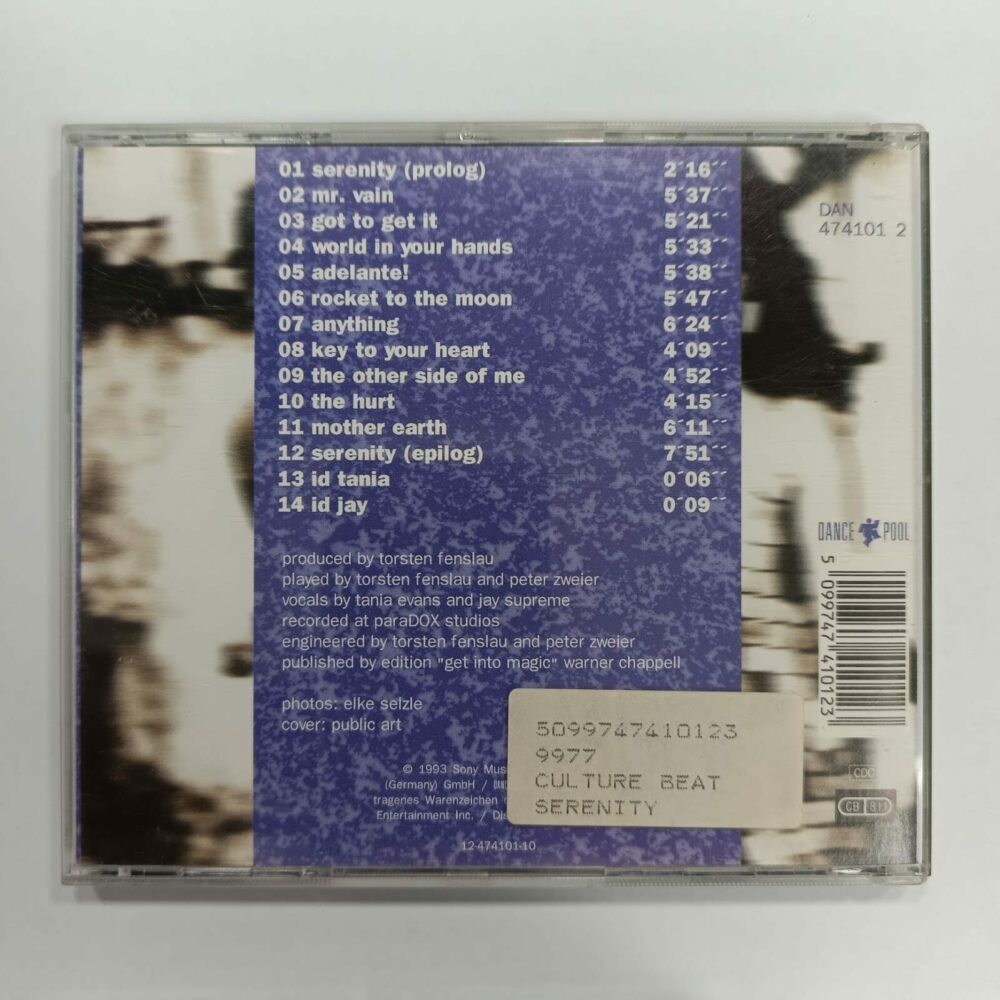 01 serenity (prolog) 2´16´´
02 mr. vain 5´37´´
03 got to get it 5´21´´
04 world in your hands 5´33´´
05 adelante! 5´38´´
06 rocket to the moon 5´47´´
07 anything 6´24´´
08 key to your heart 4´09´´
09 the other side of me 4´52´´
10 the hurt 4´15´´
11 mother earth 6´11´´
12 serenity (epilog) 7´51´´
13 id tania 0´06´´
14 id jay 0´09´´
produced by torsten fenslau
played by torsten fenslau and peter zweier
vocals by tania evans and jay supreme
recorded at paraDOX studios
engineered by torsten fenslau and peter zweier
published by edition "get into magic" warner chappell
photos: elke selzle
cover: public art
© 1993 Sony
(Germany) GmbH /
tragenes Warenzeichen
Entertainment Inc. /
12-474101-10
5099747410123
9977
CULTURE BEAT
SERENITY
DAN
474101 2
DANCE POOL
5 099747 410123
CDC
CB 811